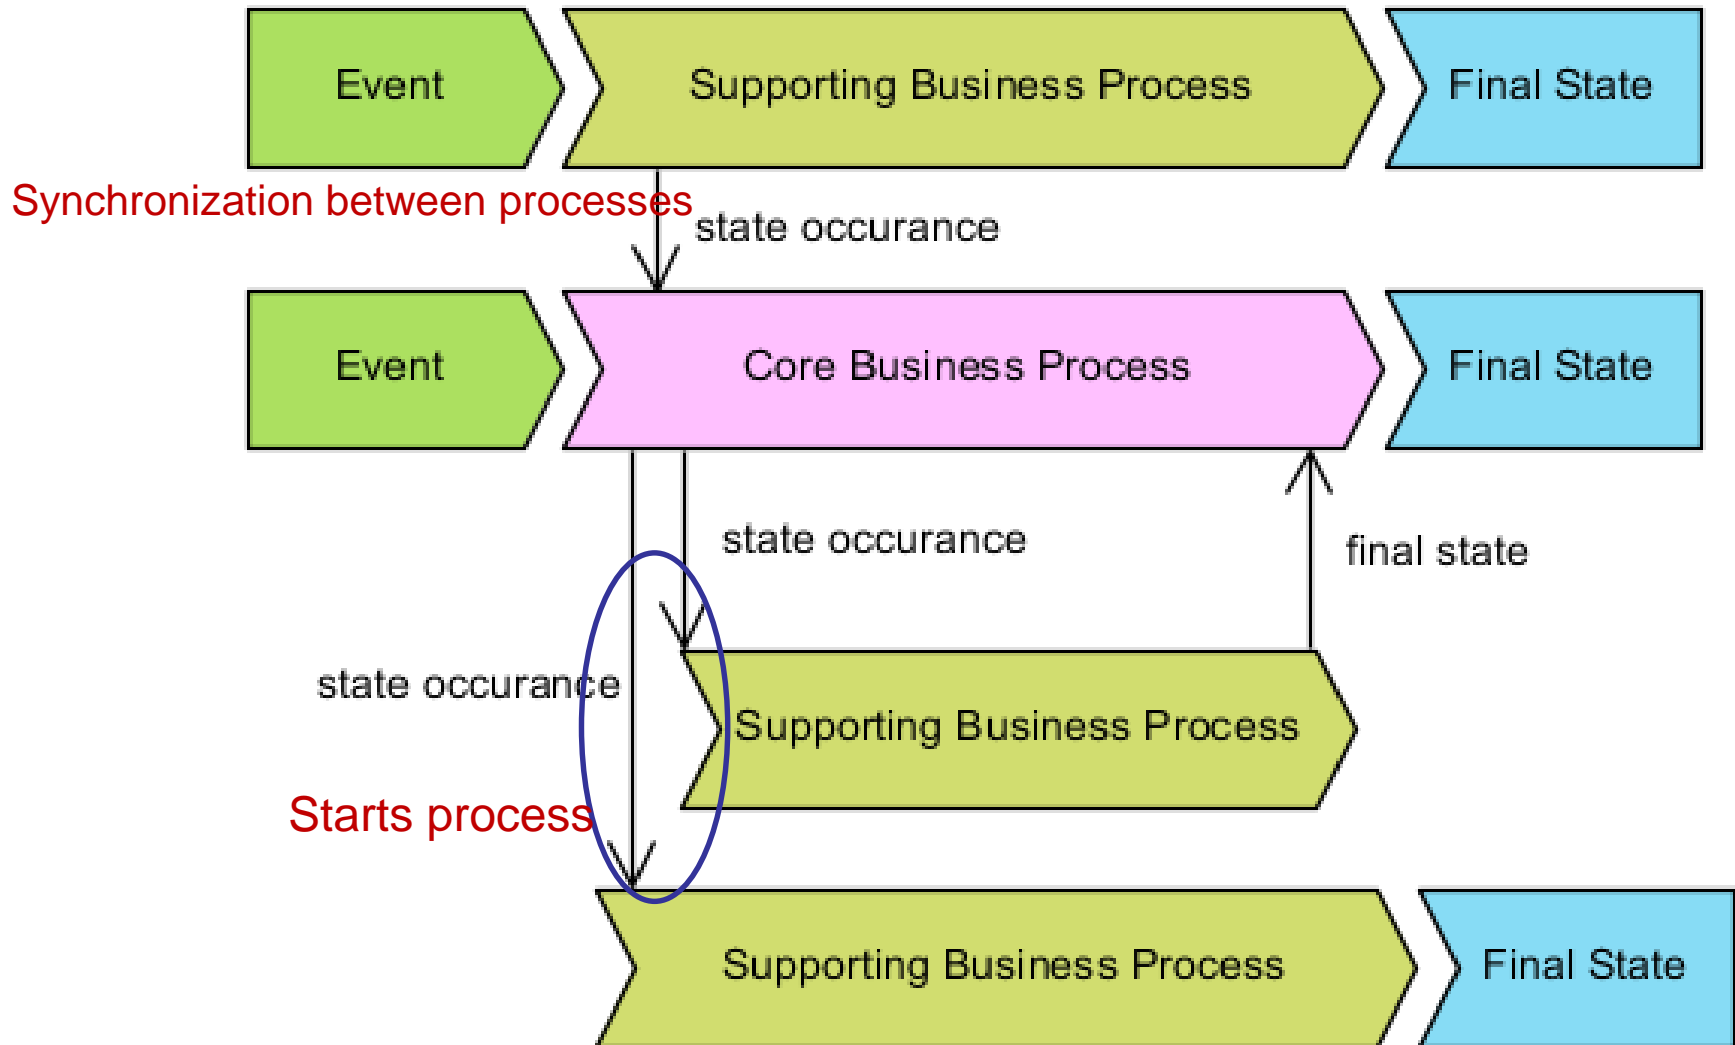 Event
Supporting Business Process
Final State
Synchronization between processes
state occurance
Event
Core Business Process
Final State
state occurance
final state
state occurance
Supporting Business Process
Starts process
Supporting Business Process
Final State